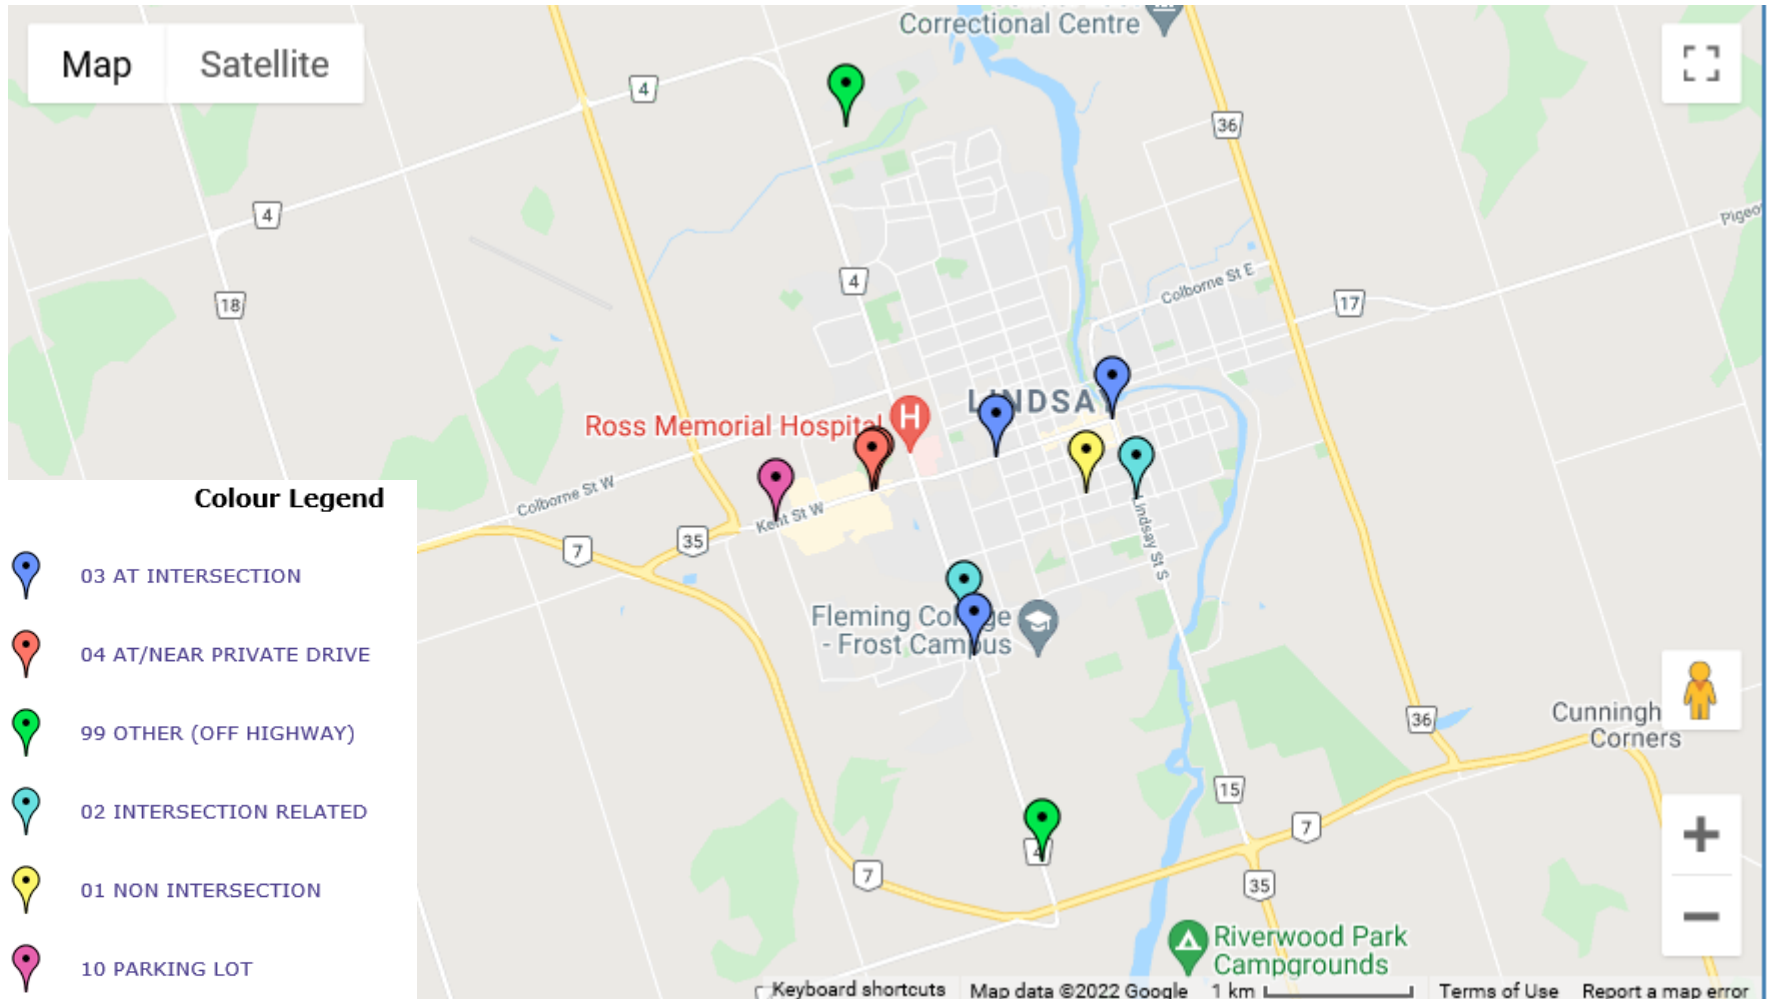 Correctional Centre
Map
Satellite
4
36
4
Pigeo
18
4
Colborne St E
17
LINDSAY
Ross Memorial Hospital
H
Colborne St W
Kent St W
Colour Legend
35
7
Lindsay St S
03 AT INTERSECTION
Fleming College
- Frost Campus
04 AT/NEAR PRIVATE DRIVE
99 OTHER (OFF HIGHWAY)
36
Cunningh
Corners
02 INTERSECTION RELATED
15
7
4
7
35
01 NON INTERSECTION
Riverwood Park
Campgrounds
10 PARKING LOT
Keyboard shortcuts
Map data ©2022 Google
1 km
Terms of Use
Report a map error